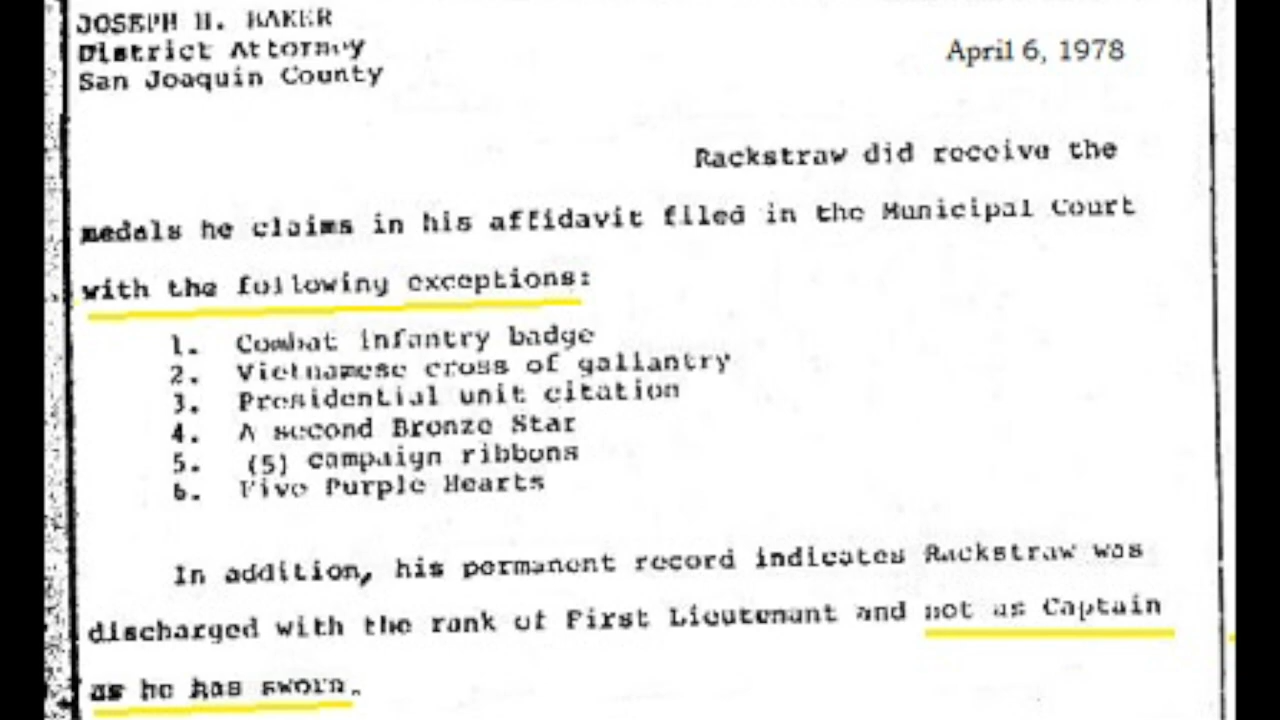 JOSEPH H. BAKER
District Attorney
April 6, 1978
San Joaquin County
Rackstraw did receive the
medals he claims in his affidavit filed in the Municipal Court
with the following exceptions:
1. Combat infantry badge
2. Vietnamese cross of gallantry
3. Presidential unit citation
4. A second Bronze Star
5. (5) campaign ribbons
6. Five Purple Hearts
In addition, his permanent record indicates Rackstraw was
discharged with the rank of First Lieutenant and not as Captain
as he has sworn.